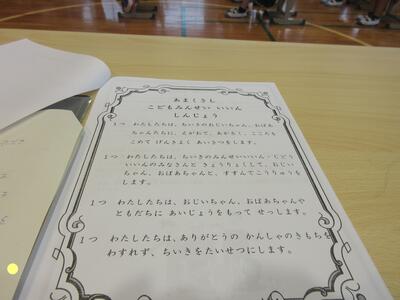 あまくさし
こどもみんせい いいん
しんじょう
1つ わたしたちは、ちいきのおじいちゃん、おばあ
ちゃんたちに、えがおで、あかるく、こころを
こめて げんきよく あいさつをします。
1つ わたしたちは、ちいきのみんせいいいん・じどう
いいんのみなさんと きょうりょくして、おじい
ちゃん、おばあちゃんと、すすんでこうりゅうを
します。
1つ わたしたちは、おじいちゃん、おばあちゃんや
ともだちに あいじょうをもって せっします。
1つ わたしたちは、ありがとうの かんしゃのきもちを
わすれず、ちいきをたいせつにします。